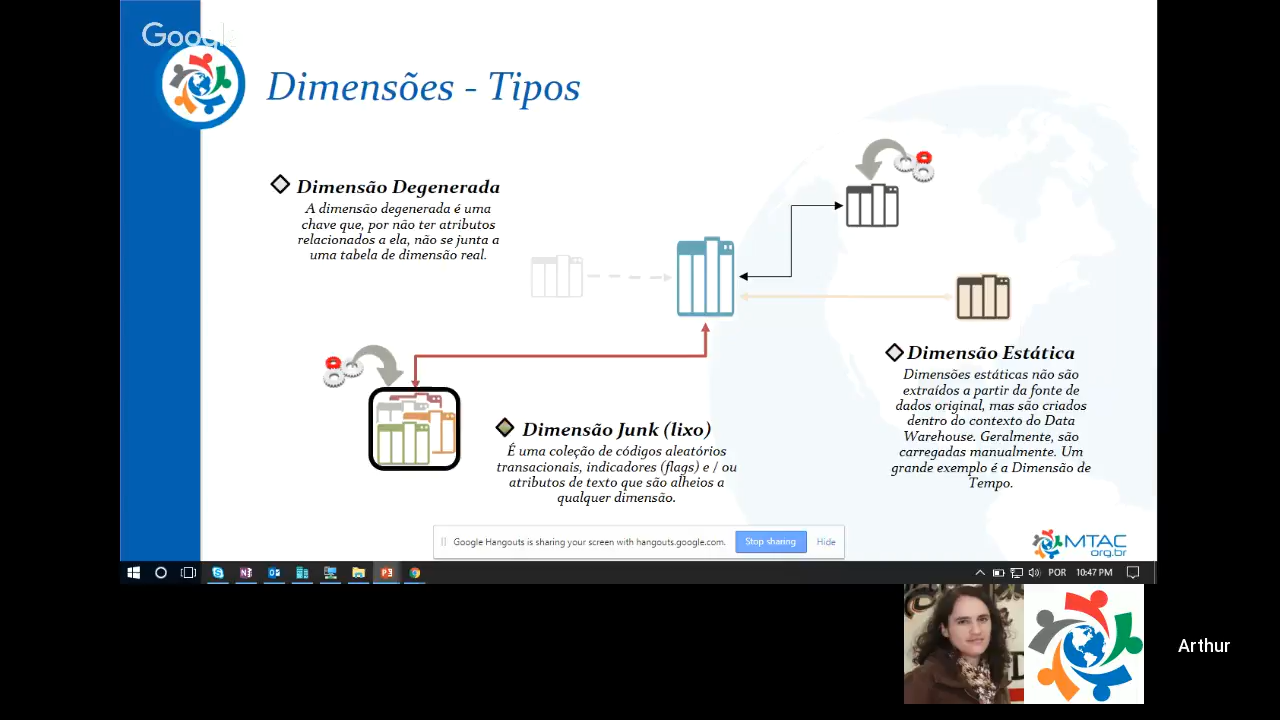 Google
Dimensões - Tipos
Dimensão Degenerada
A dimensão degenerada é uma
chave que, por não ter atributos
relacionados a ela, não se junta a
uma tabela de dimensão real.
Dimensão Estática
Dimensões estáticas não são
extraídos a partir da fonte de
dados original, mas são criados
dentro do contexto do Data
Warehouse. Geralmente, são
carregadas manualmente. Um
grande exemplo é a Dimensão de
Tempo.
Dimensão Junk (lixo)
É uma coleção de códigos aleatórios
transacionais, indicadores (flags) e / ou
atributos de texto que são alheios a
qualquer dimensão.
Google Hangouts is sharing your screen with hangouts.google.com.
Stop sharing
Hide
MTAC
org.br
POR
10:47 PM
Arthur